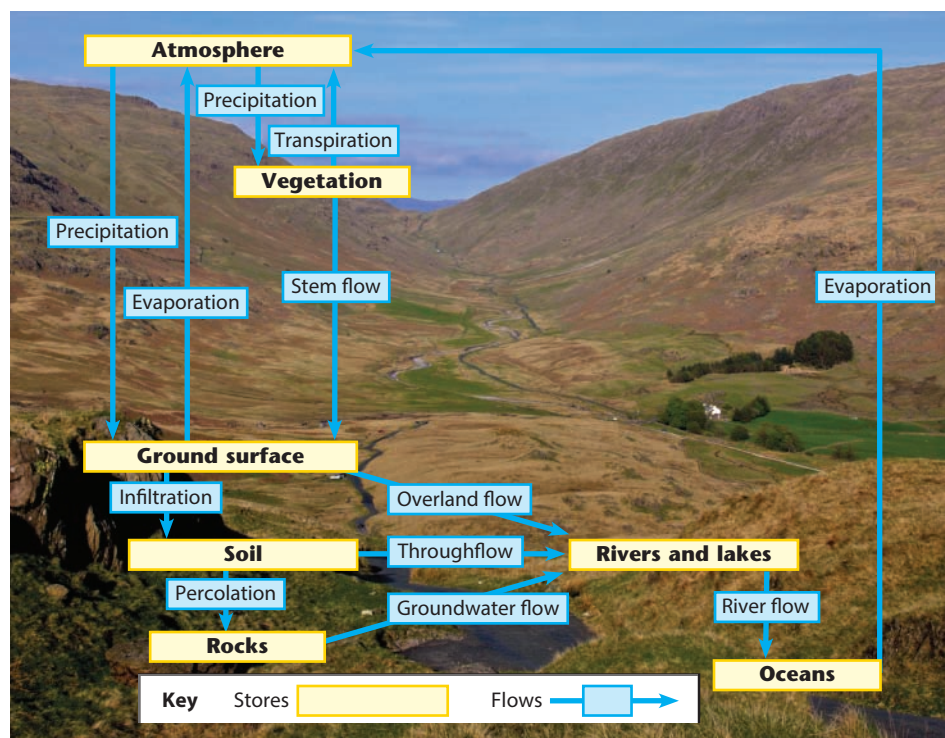 Atmosphere
Precipitation
Transpiration
Vegetation
Precipitation
Evaporation
Stem flow
Evaporation
Ground surface
Infiltration
Overland flow
Soil
Throughflow
Rivers and lakes
Percolation
Groundwater flow
River flow
Rocks
Oceans
Key Stores Flows